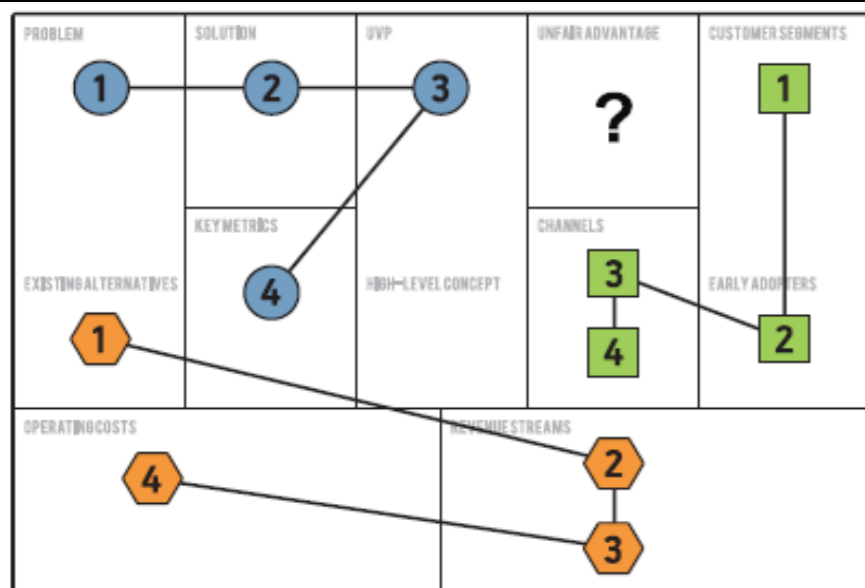 PROBLEM
SOLUTION
UVP
UNFAIR ADVANTAGE
CUSTOMER SEGMENTS
1
2
3
?
1
KEY METRICS
CHANNELS
EXISTING ALTERNATIVES
4
HIGH-LEVEL CONCEPT
3
EARLY ADOPTERS
1
4
2
OPERATING COSTS
REVENUE STREAMS
4
2
3